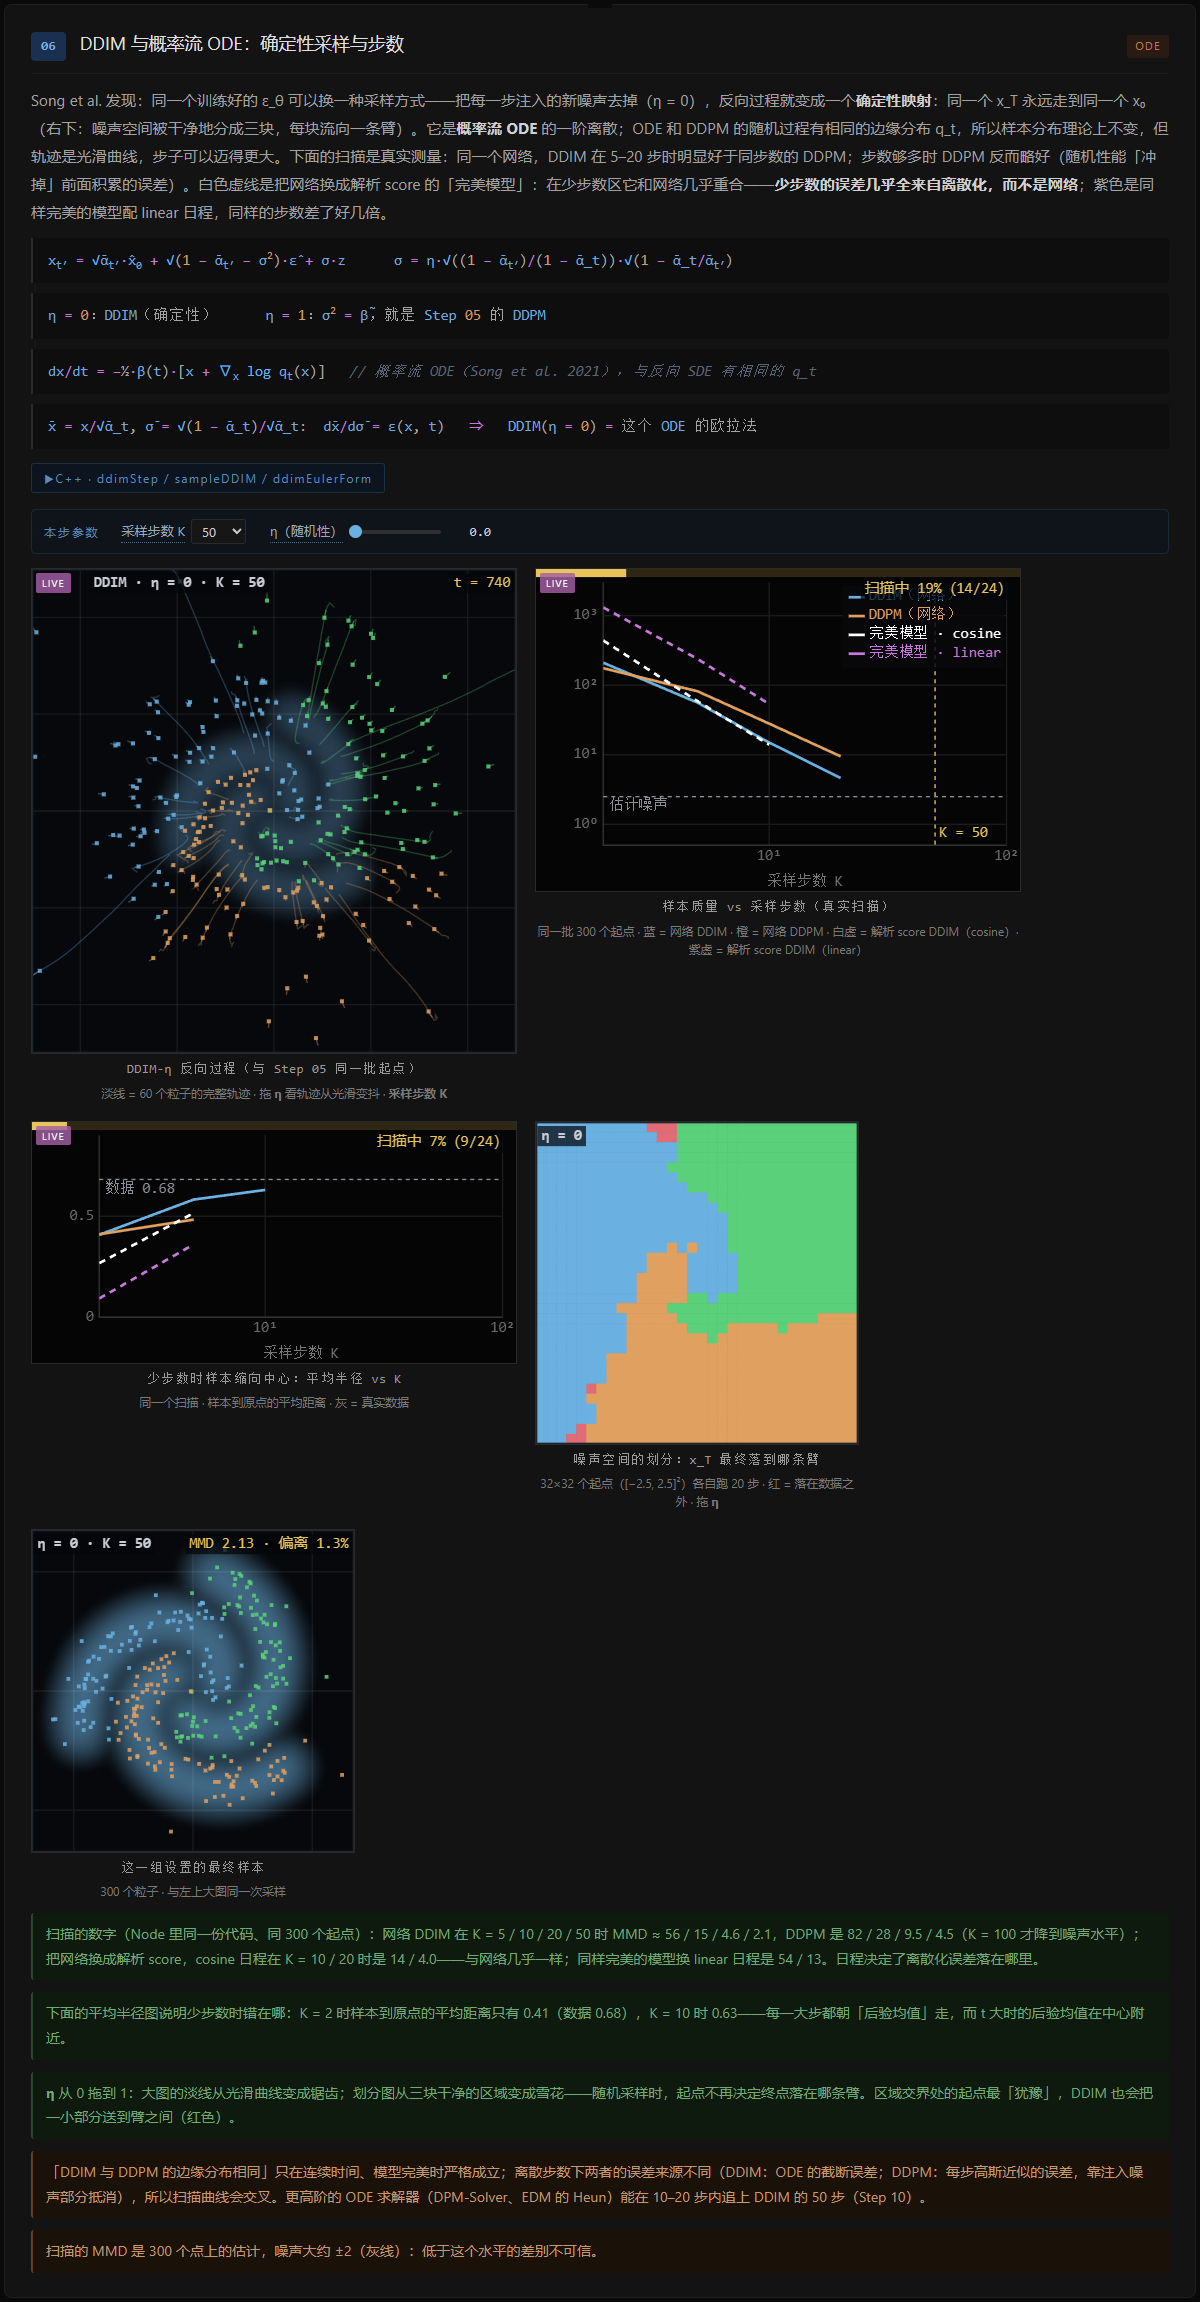 06 DDIM 与概率流 ODE：确定性采样与步数 ODE
Song et al. 发现：同一个训练好的 ε_θ 可以换一种采样方式——把每一步注入的新噪声去掉（η = 0），反向过程就变成一个确定性映射：同一个 x_T 永远走到同一个 x₀
（右下：噪声空间被干净地分成三块，每块流向一条臂）。它是概率流 ODE 的一阶离散；ODE 和 DDPM 的随机过程有相同的边缘分布 q_t，所以样本分布理论上不变，但
轨迹是光滑曲线，步子可以迈得更大。下面的扫描是真实测量：同一个网络，DDIM 在 5–20 步时明显好于同步数的 DDPM；步数够多时 DDPM 反而略好（随机性能「冲
掉」前面积累的误差）。白色虚线是把网络换成解析 score 的「完美模型」：在少步数区它和网络几乎重合——少步数的误差几乎全来自离散化，而不是网络；紫色是同
样完美的模型配 linear 日程，同样的步数差了好几倍。
x_t′ = √ᾱ_t′·x̂₀ + √(1 − ᾱ_t′ − σ²)·ε̂ + σ·z σ = η·√((1 − ᾱ_t′)/(1 − ᾱ_t))·√(1 − ᾱ_t/ᾱ_t′)
η = 0：DDIM（确定性） η = 1：σ² = β̃，就是 Step 05 的 DDPM
dx/dt = −½·β(t)·[x + ∇ₓ log q_t(x)] // 概率流 ODE（Song et al. 2021），与反向 SDE 有相同的 q_t
x̄ = x/√ᾱ_t, σ̄ = √(1 − ᾱ_t)/√ᾱ_t: dx̄/dσ̄ = ε(x, t) ⇒ DDIM(η = 0) = 这个 ODE 的欧拉法
▶C++ · ddimStep / sampleDDIM / ddimEulerForm
本步参数 采样步数 K 50 η（随机性） 0.0
LIVE DDIM · η = 0 · K = 50 t = 740
DDIM-η 反向过程（与 Step 05 同一批起点）
淡线 = 60 个粒子的完整轨迹 · 拖 η 看轨迹从光滑变抖 · 采样步数 K
LIVE 扫描中 19% (14/24)
DDIM（网络）
DDPM（网络）
完美模型 · cosine
完美模型 · linear
10³
10²
10¹
10⁰
估计噪声
K = 50
10¹ 10²
采样步数 K
样本质量 vs 采样步数（真实扫描）
同一批 300 个起点 · 蓝 = 网络 DDIM · 橙 = 网络 DDPM · 白虚 = 解析 score DDIM（cosine）·
紫虚 = 解析 score DDIM（linear）
LIVE 扫描中 7% (9/24)
数据 0.68
0.5
0
10¹ 10²
采样步数 K
少步数时样本缩向中心：平均半径 vs K
同一个扫描 · 样本到原点的平均距离 · 灰 = 真实数据
η = 0
噪声空间的划分：x_T 最终落到哪条臂
32×32 个起点（[−2.5, 2.5]²）各自跑 20 步 · 红 = 落在数据之
外 · 拖 η
η = 0 · K = 50 MMD 2.13 · 偏离 1.3%
这一组设置的最终样本
300 个粒子 · 与左上大图同一次采样
扫描的数字（Node 里同一份代码、同 300 个起点）：网络 DDIM 在 K = 5 / 10 / 20 / 50 时 MMD ≈ 56 / 15 / 4.6 / 2.1，DDPM 是 82 / 28 / 9.5 / 4.5（K = 100 才降到噪声水平）；
把网络换成解析 score，cosine 日程在 K = 10 / 20 时是 14 / 4.0——与网络几乎一样；同样完美的模型换 linear 日程是 54 / 13。日程决定了离散化误差落在哪里。
下面的平均半径图说明少步数时错在哪：K = 2 时样本到原点的平均距离只有 0.41（数据 0.68），K = 10 时 0.63——每一大步都朝「后验均值」走，而 t 大时的后验均值在中心附
近。
η 从 0 拖到 1：大图的淡线从光滑曲线变成锯齿；划分图从三块干净的区域变成雪花——随机采样时，起点不再决定终点落在哪条臂。区域交界处的起点最「犹豫」，DDIM 也会把
一小部分送到臂之间（红色）。
「DDIM 与 DDPM 的边缘分布相同」只在连续时间、模型完美时严格成立；离散步数下两者的误差来源不同（DDIM：ODE 的截断误差；DDPM：每步高斯近似的误差，靠注入噪
声部分抵消），所以扫描曲线会交叉。更高阶的 ODE 求解器（DPM-Solver、EDM 的 Heun）能在 10–20 步内追上 DDIM 的 50 步（Step 10）。
扫描的 MMD 是 300 个点上的估计，噪声大约 ±2（灰线）：低于这个水平的差别不可信。